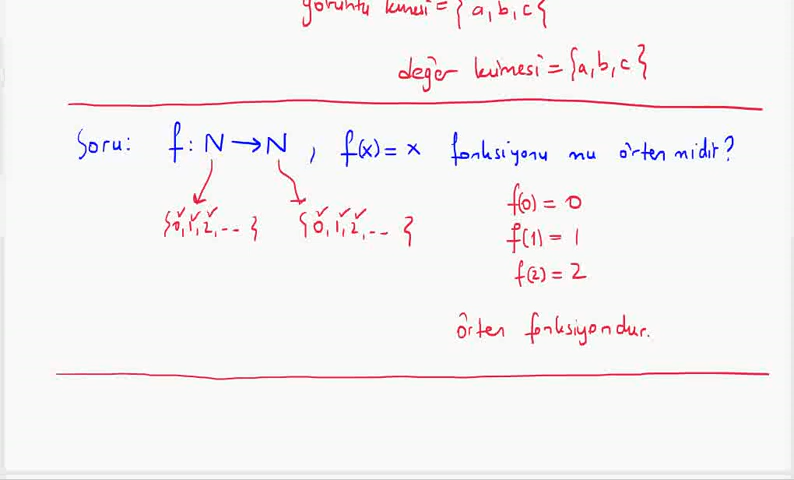 görüntü kümesi = {a, b, c}
değer kümesi = {a, b, c}
Soru: f: N → N , f(x) = x fonksiyonu mu örten midir?
{0, 1, 2, ... } {0, 1, 2, ... }
f(0) = 0
f(1) = 1
f(2) = 2
örten fonksiyondur.